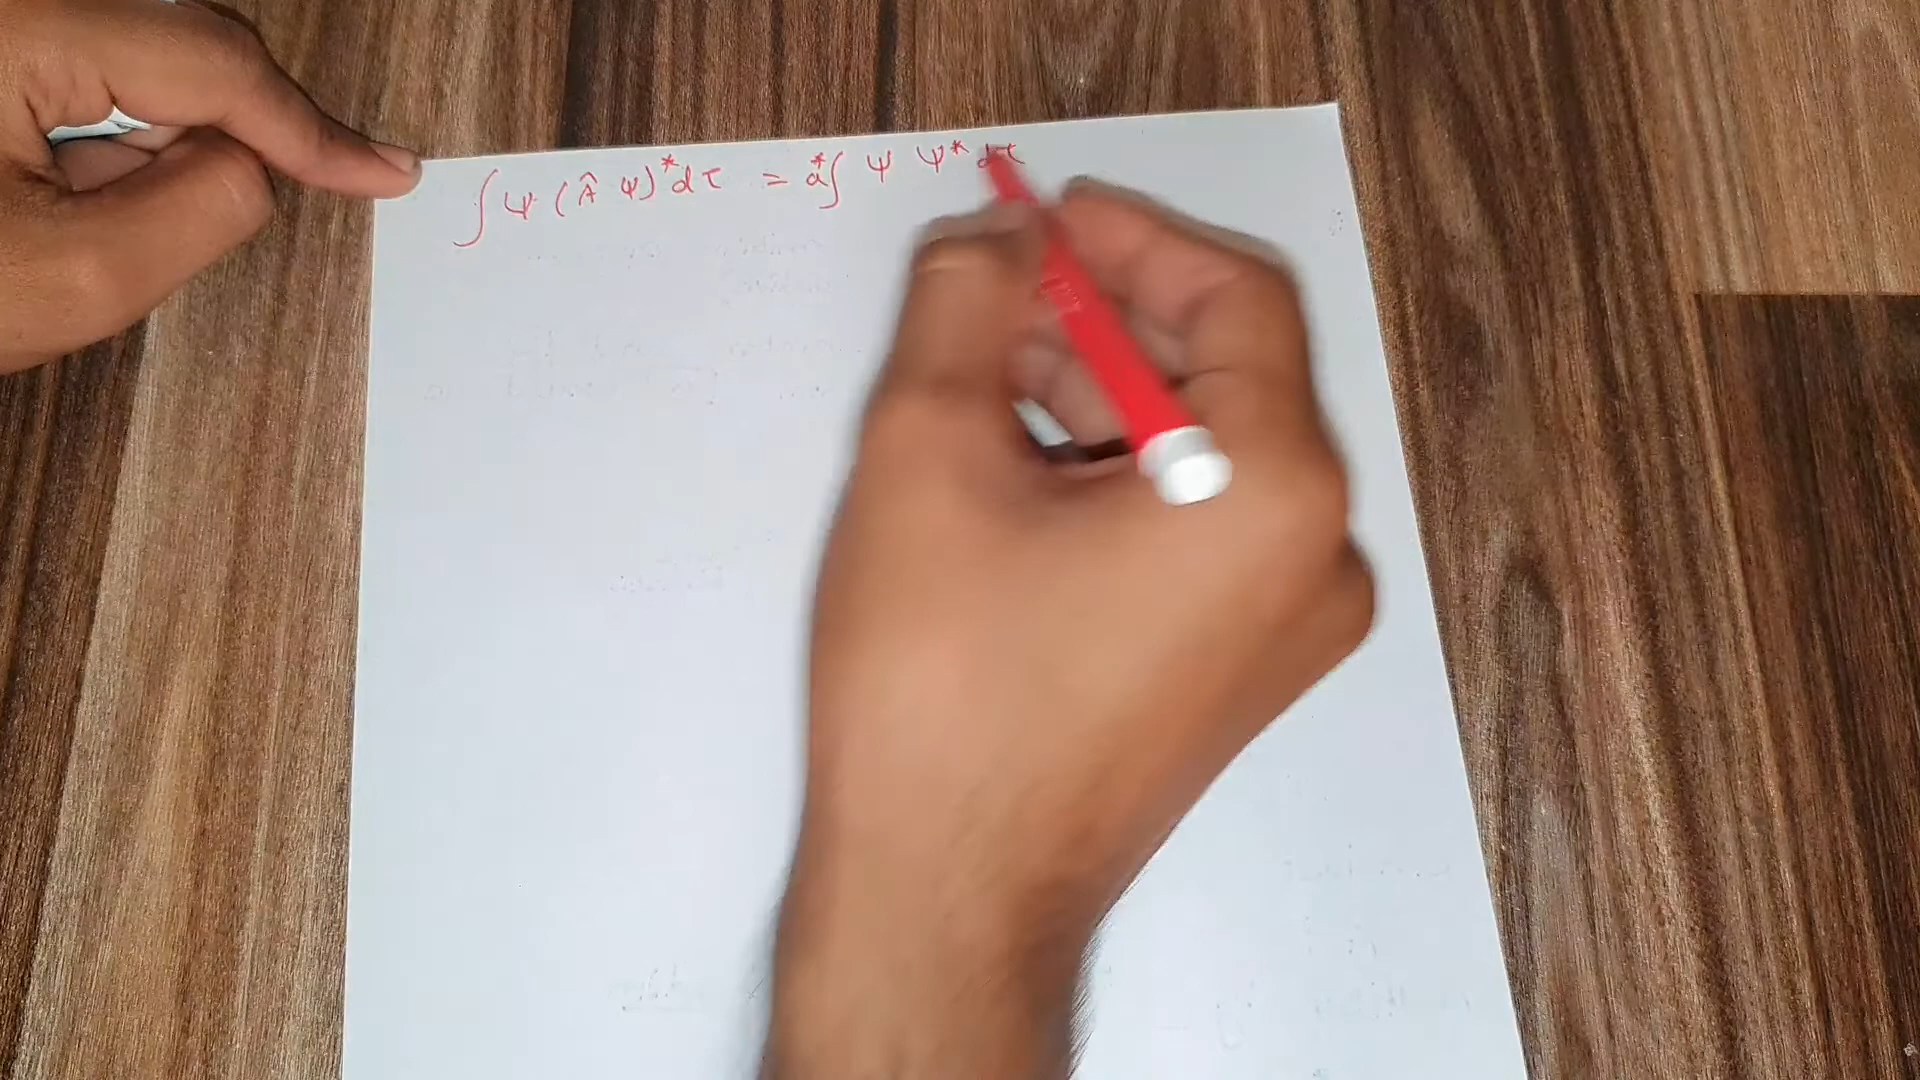 ∫ Ψ (Â Ψ)* dτ = a* ∫ Ψ Ψ* dτ